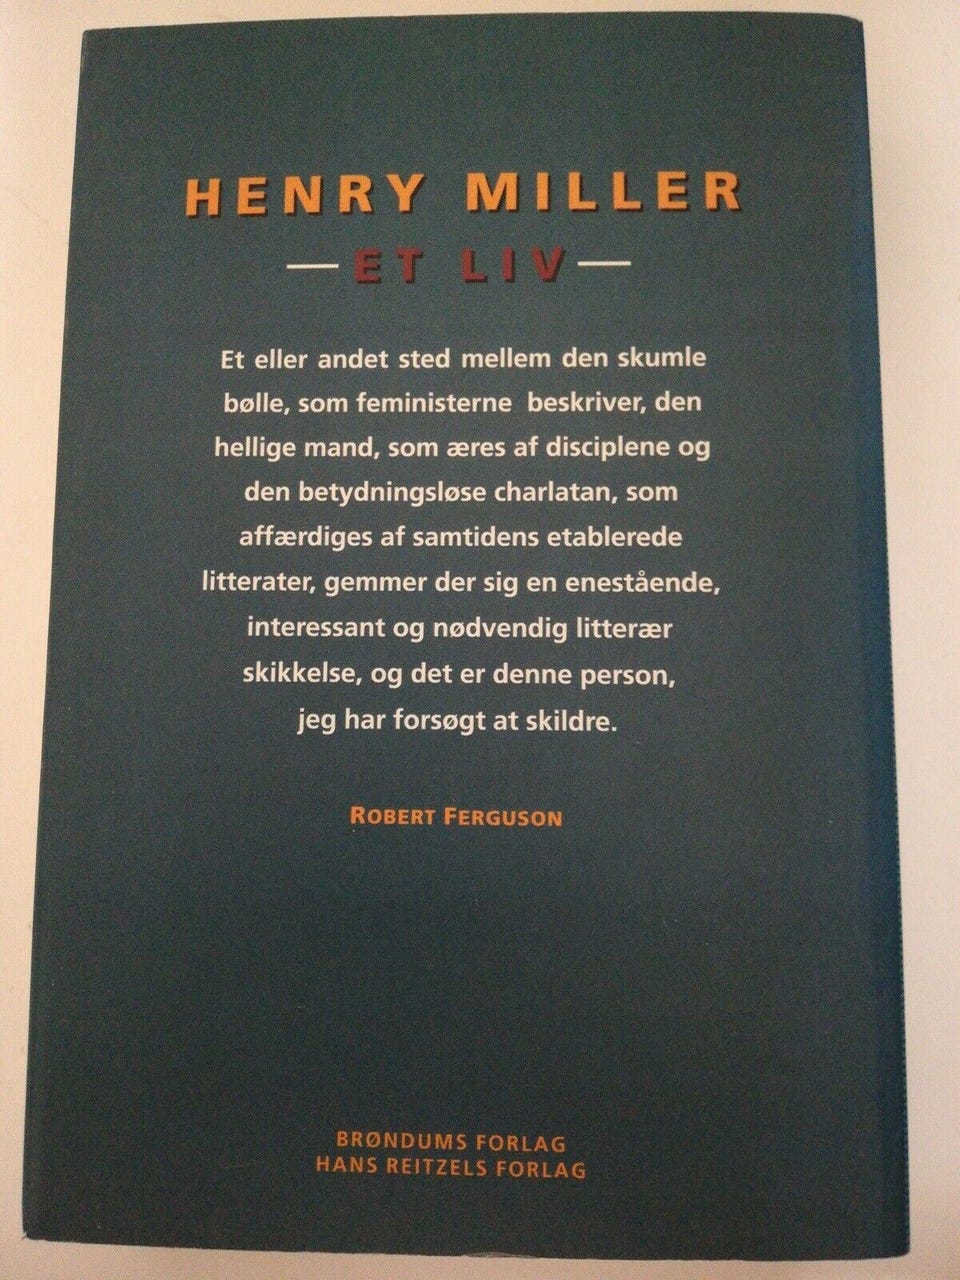 HENRY MILLER
— ET LIV —
Et eller andet sted mellem den skumle
bølle, som feministerne beskriver, den
hellige mand, som æres af disciplene og
den betydningsløse charlatan, som
affærdiges af samtidens etablerede
litterater, gemmer der sig en enestående,
interessant og nødvendig litterær
skikkelse, og det er denne person,
jeg har forsøgt at skildre.
ROBERT FERGUSON
BRØNDUMS FORLAG
HANS REITZELS FORLAG